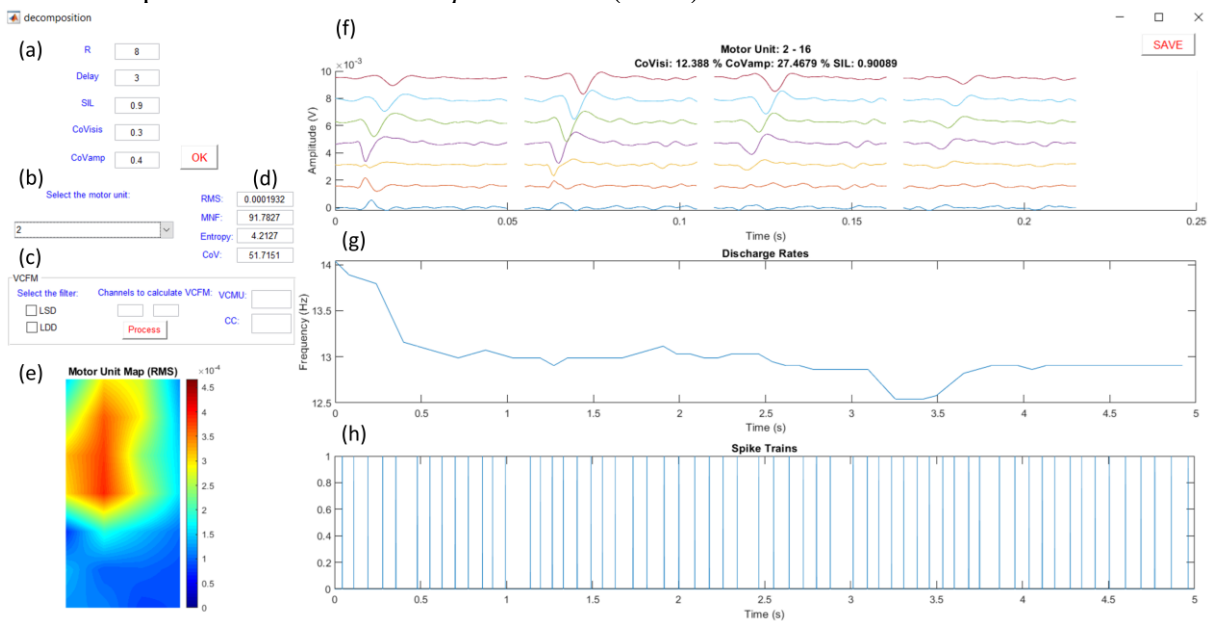 decomposition
(a)
R 8
Delay 3
SIL 0.9
CoVisis 0.3
CoVamp 0.4
OK
(b)
Select the motor unit:
2
(d)
RMS: 0.0001932
MNF: 91.7827
Entropy: 4.2127
CoV: 51.7151
(c)
VCFM
Select the filter:
LSD
LDD
Channels to calculate VCFM:
Process
VCMU:
CC:
(e)
Motor Unit Map (RMS)
×10⁻⁴
4.5
4
3.5
3
2.5
2
1.5
1
0.5
0
(f)
SAVE
Motor Unit: 2 - 16
CoVisi: 12.388 % CoVamp: 27.4679 % SIL: 0.90089
×10⁻³
10
8
6
4
2
0
Amplitude (V)
0 0.05 0.1 0.15 0.2 0.25
Time (s)
(g)
Discharge Rates
14
13.5
13
12.5
Frequency (Hz)
0 0.5 1 1.5 2 2.5 3 3.5 4 4.5 5
Time (s)
(h)
Spike Trains
1
0.8
0.6
0.4
0.2
0
0 0.5 1 1.5 2 2.5 3 3.5 4 4.5 5
Time (s)